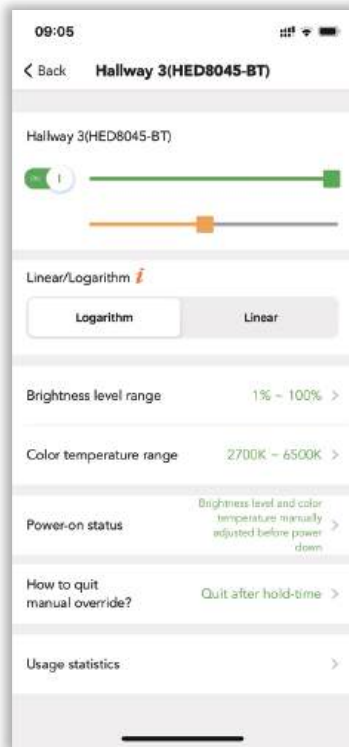 09:05
Back Hallway 3(HED8045-BT)
Hallway 3(HED8045-BT)
Linear/Logarithm i
Logarithm Linear
Brightness level range 1% ~ 100%
Color temperature range 2700K ~ 6500K
Power-on status
Brightness level and color
temperature manually
adjusted before power
down
How to quit
manual override?
Quit after hold-time
Usage statistics